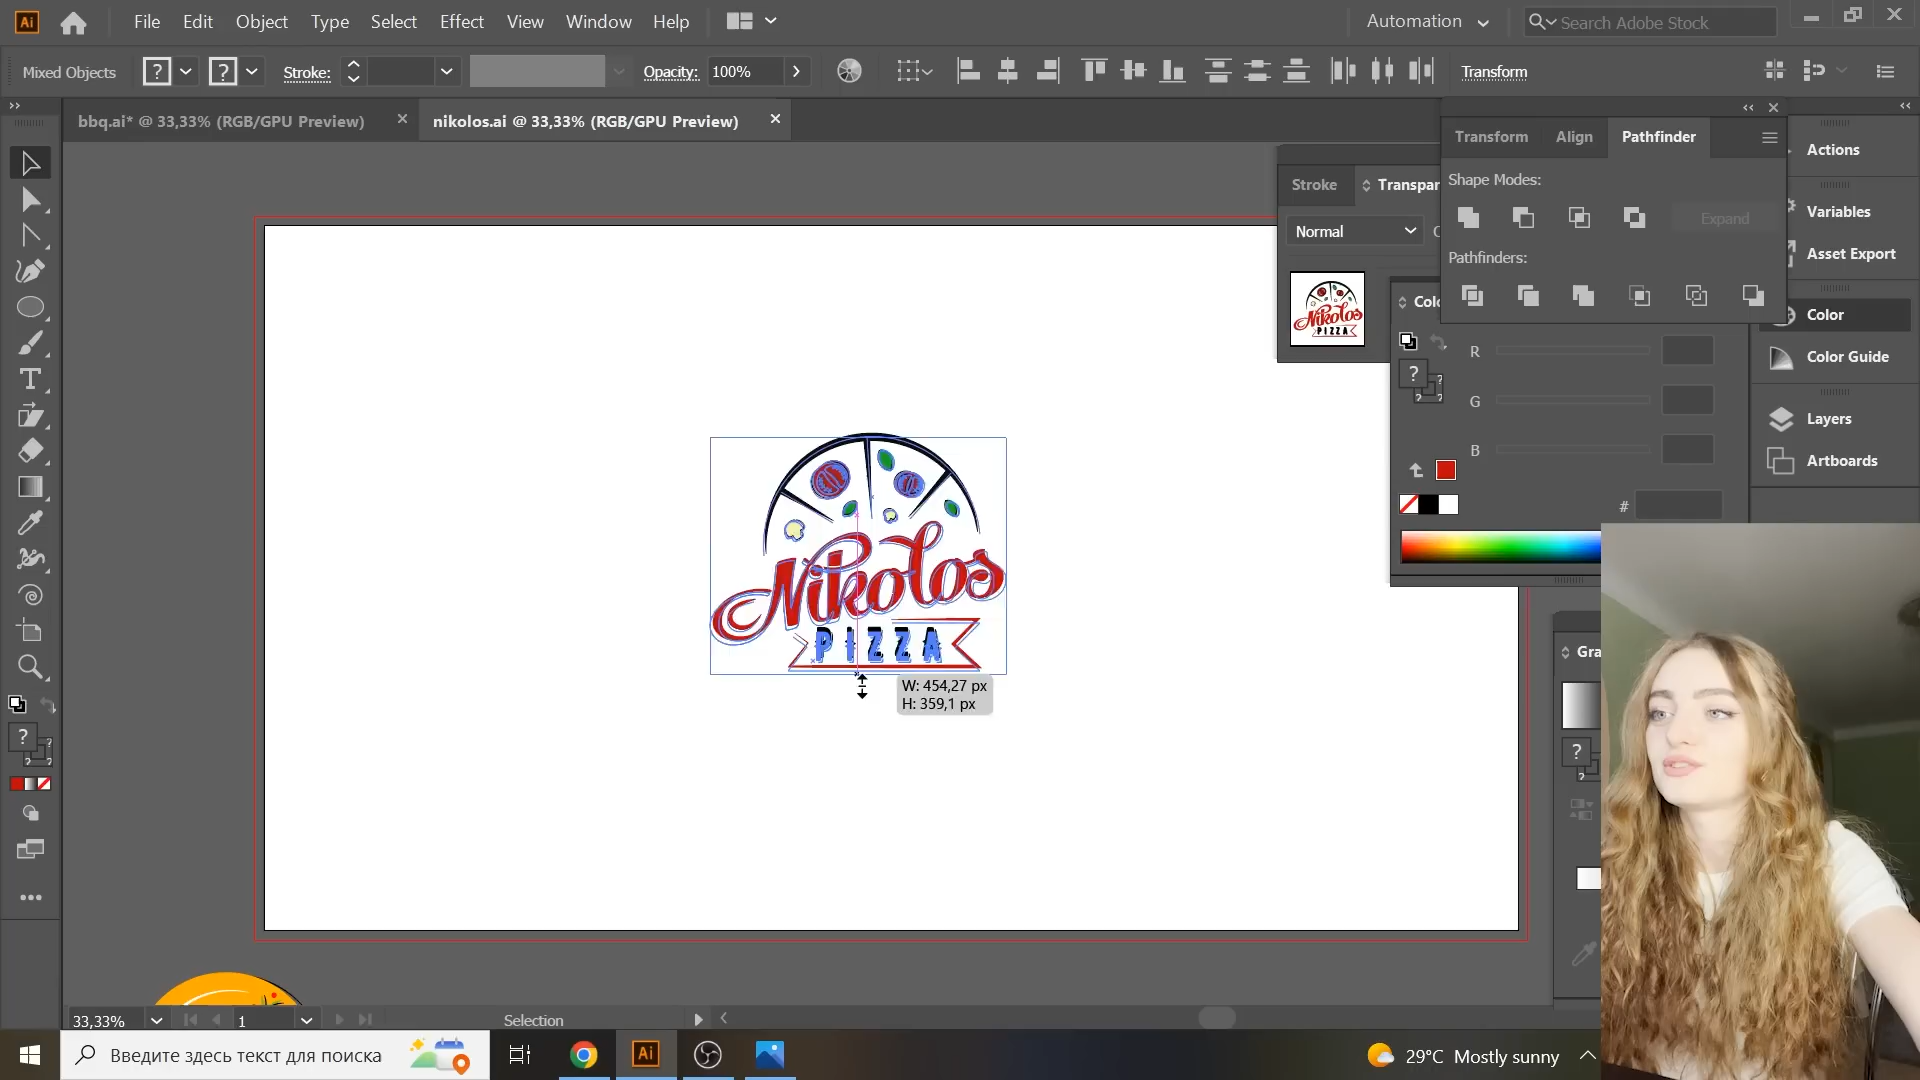 Ai File Edit Object Type Select Effect View Window Help Automation Search Adobe Stock
Mixed Objects ? ? Stroke: Opacity: 100% Transform
bbq.ai* @ 33,33% (RGB/GPU Preview) × nikolos.ai @ 33,33% (RGB/GPU Preview) ×
Transform Align Pathfinder
Shape Modes:
Expand
Pathfinders:
Stroke Transpar
Normal
Nikolos
PIZZA
R
G
B
#
?
Actions
Variables
Asset Export
Color
Color Guide
Layers
Artboards
Nikolos
PIZZA
W: 454,27 px
H: 359,1 px
?
33,33% 1 Selection
Введите здесь текст для поиска Ai 29°C Mostly sunny